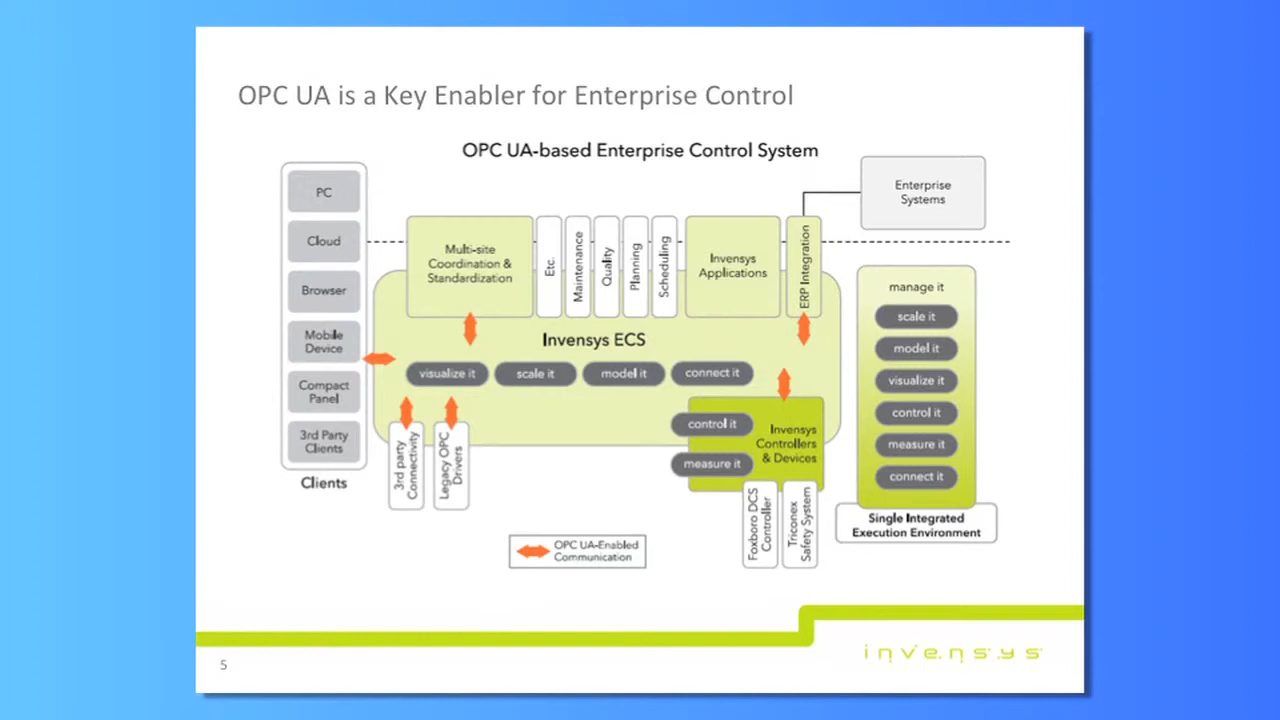 OPC UA is a Key Enabler for Enterprise Control
OPC UA-based Enterprise Control System
PC
Cloud
Browser
Mobile
Device
Compact
Panel
3rd Party
Clients
Clients
Multi-site
Coordination &
Standardization
Etc.
Maintenance
Quality
Planning
Scheduling
Invensys
Applications
ERP Integration
Enterprise
Systems
Invensys ECS
visualize it
scale it
model it
connect it
control it
measure it
Invensys
Controllers
& Devices
3rd party
Connectivity
Legacy OPC
Drivers
Foxboro DCS
Controller
Triconex
Safety System
manage it
scale it
model it
visualize it
control it
measure it
connect it
Single Integrated
Execution Environment
OPC UA-Enabled
Communication
5
invensys